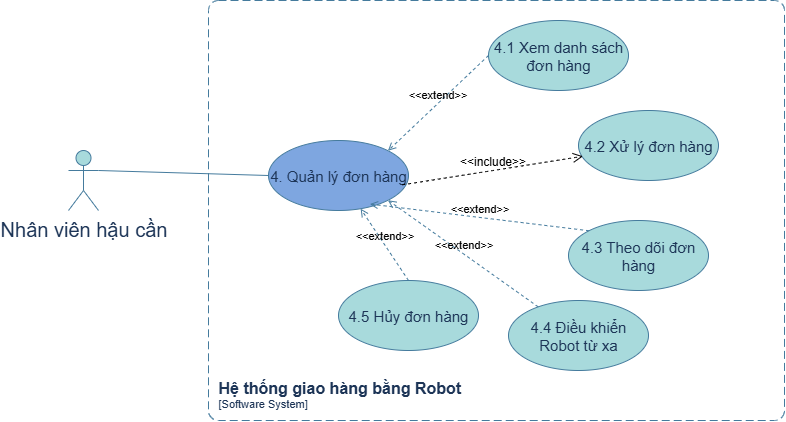 4.1 Xem danh sách
đơn hàng
<<extend>>
4.2 Xử lý đơn hàng
<<include>>
4. Quản lý đơn hàng
Nhân viên hậu cần
<<extend>>
<<extend>>
<<extend>>
4.3 Theo dõi đơn
hàng
4.5 Hủy đơn hàng
4.4 Điều khiển
Robot từ xa
Hệ thống giao hàng bằng Robot
[Software System]